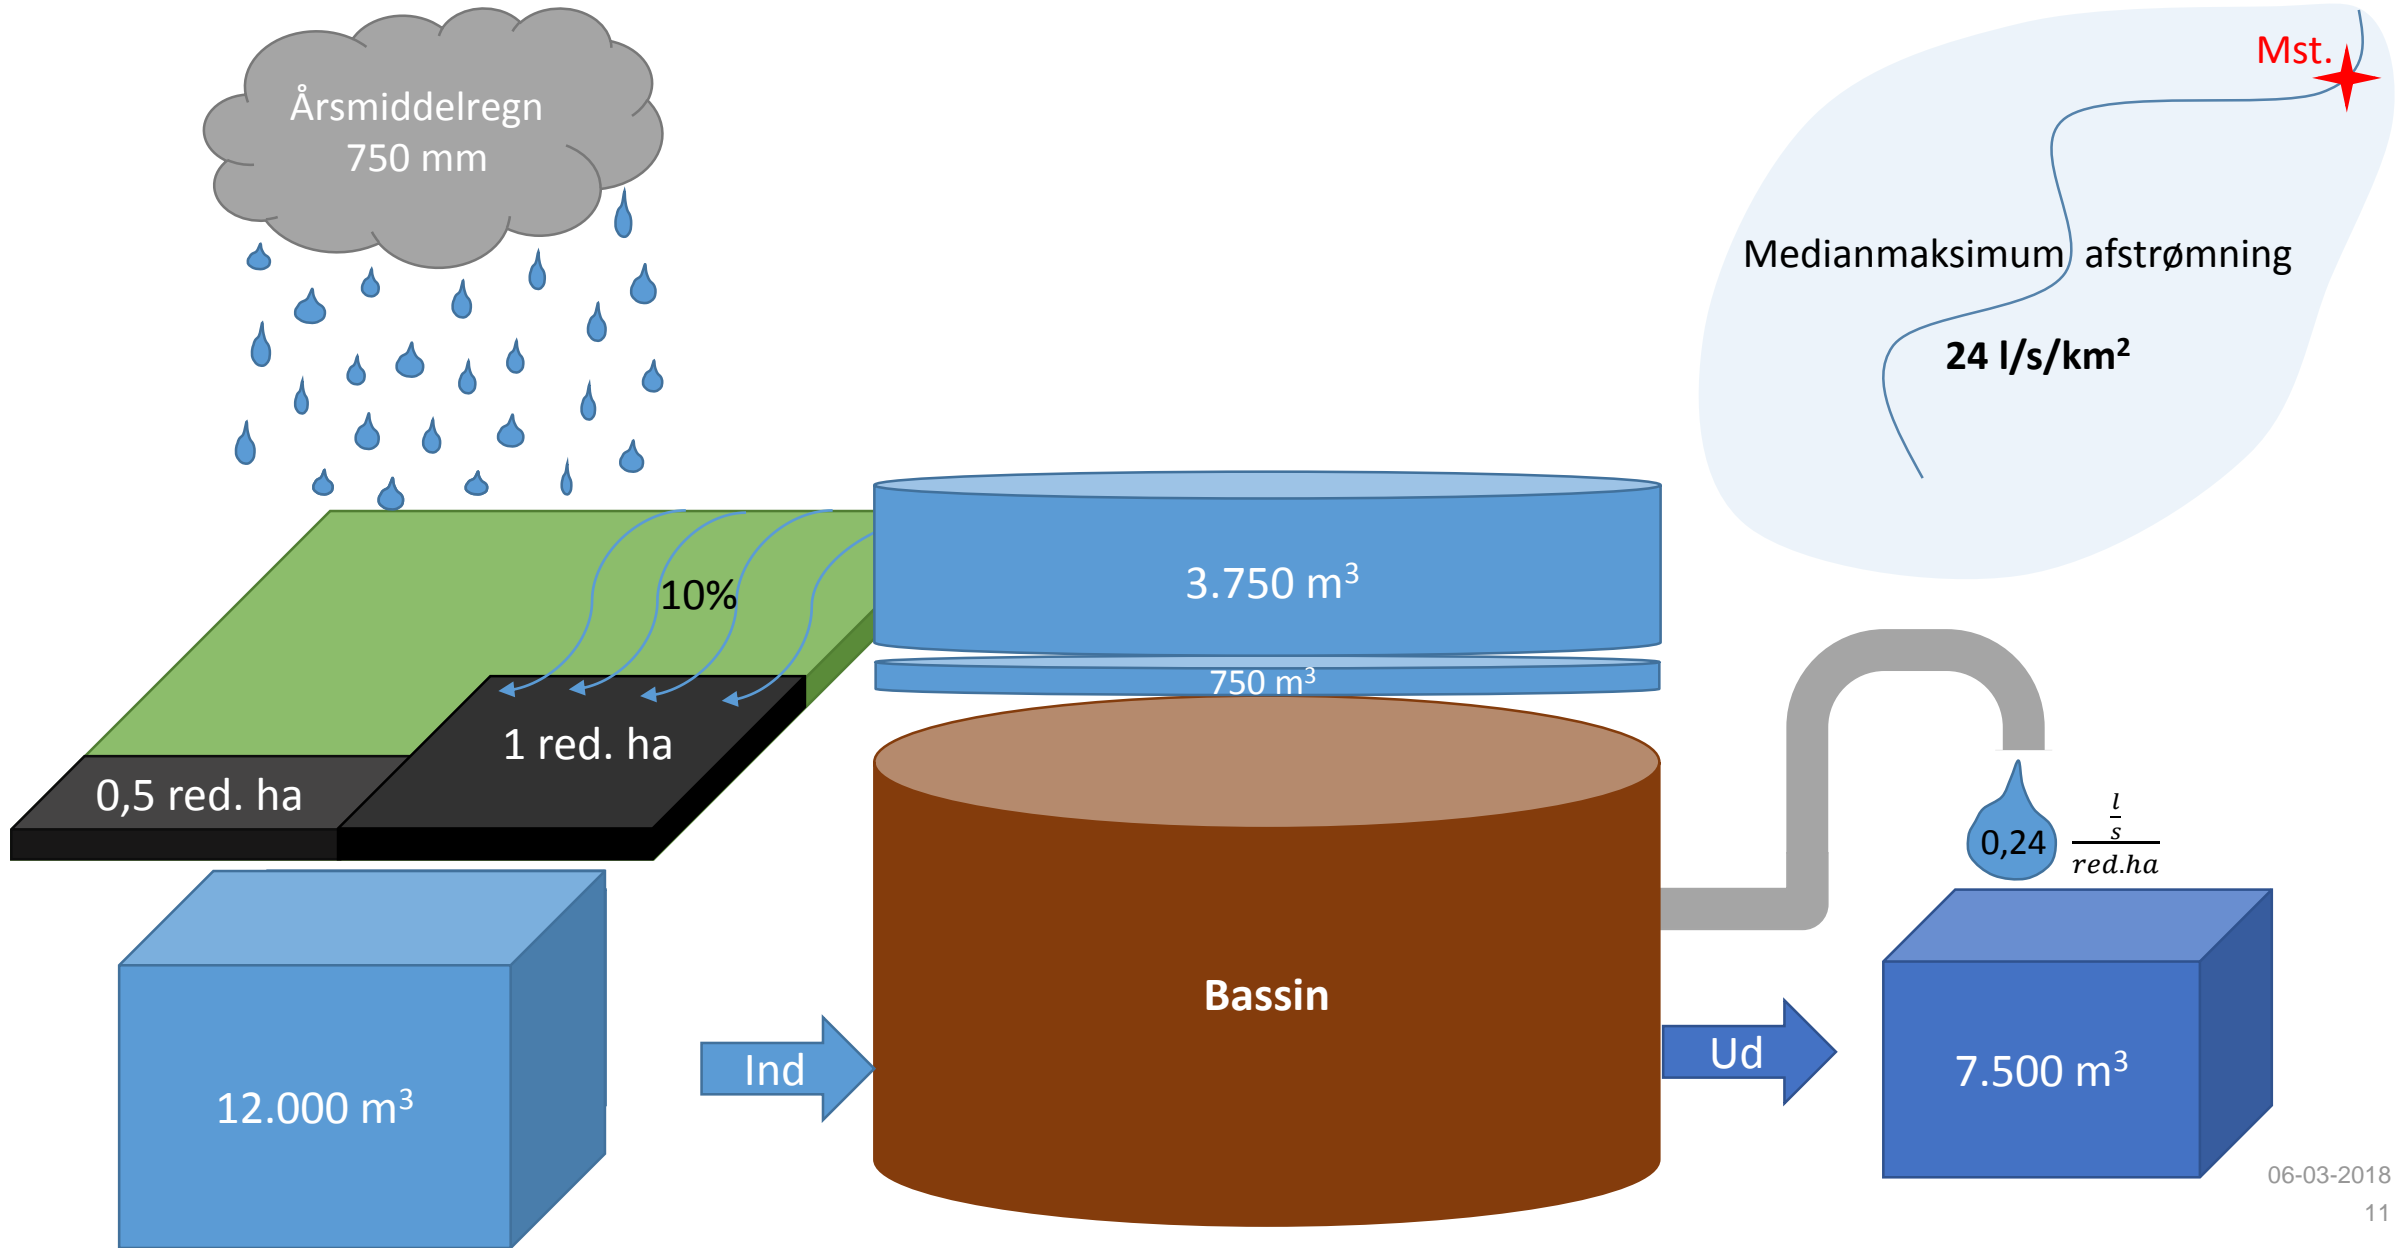 Årsmiddelregn
750 mm
Mst.
Medianmaksimum afstrømning
24 l/s/km²
10%
3.750 m³
750 m³
1 red. ha
0,5 red. ha
0,24
l
s
red.ha
Bassin
Ind
Ud
12.000 m³
7.500 m³
06-03-2018
11